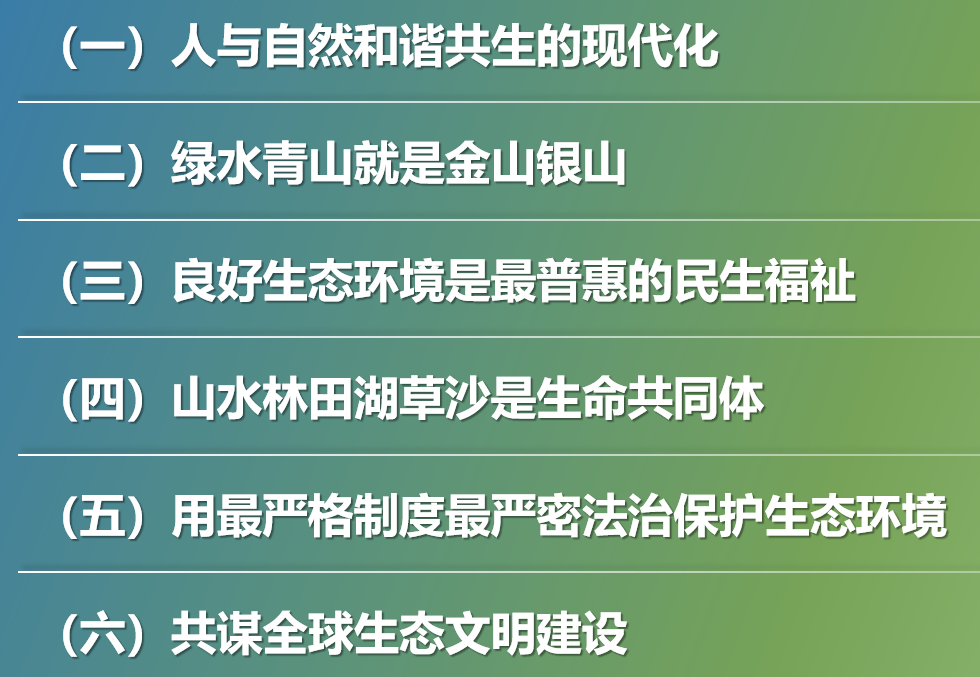 （一）人与自然和谐共生的现代化
（二）绿水青山就是金山银山
（三）良好生态环境是最普惠的民生福祉
（四）山水林田湖草沙是生命共同体
（五）用最严格制度最严密法治保护生态环境
（六）共谋全球生态文明建设